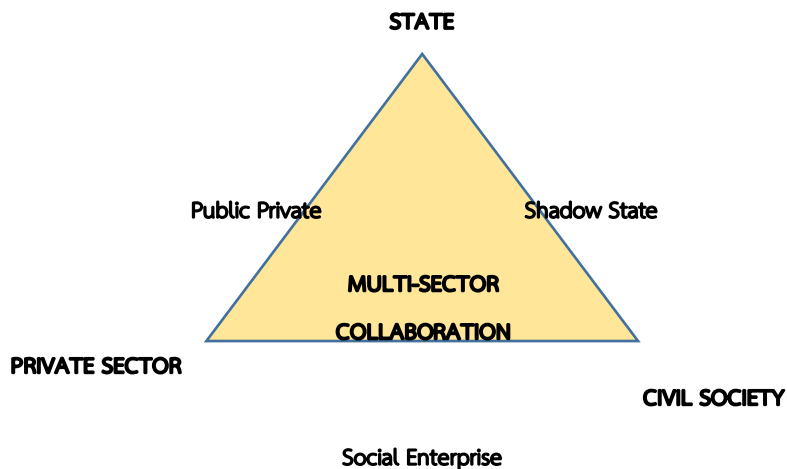 STATE
Public Private
Shadow State
MULTI-SECTOR
COLLABORATION
PRIVATE SECTOR
CIVIL SOCIETY
Social Enterprise